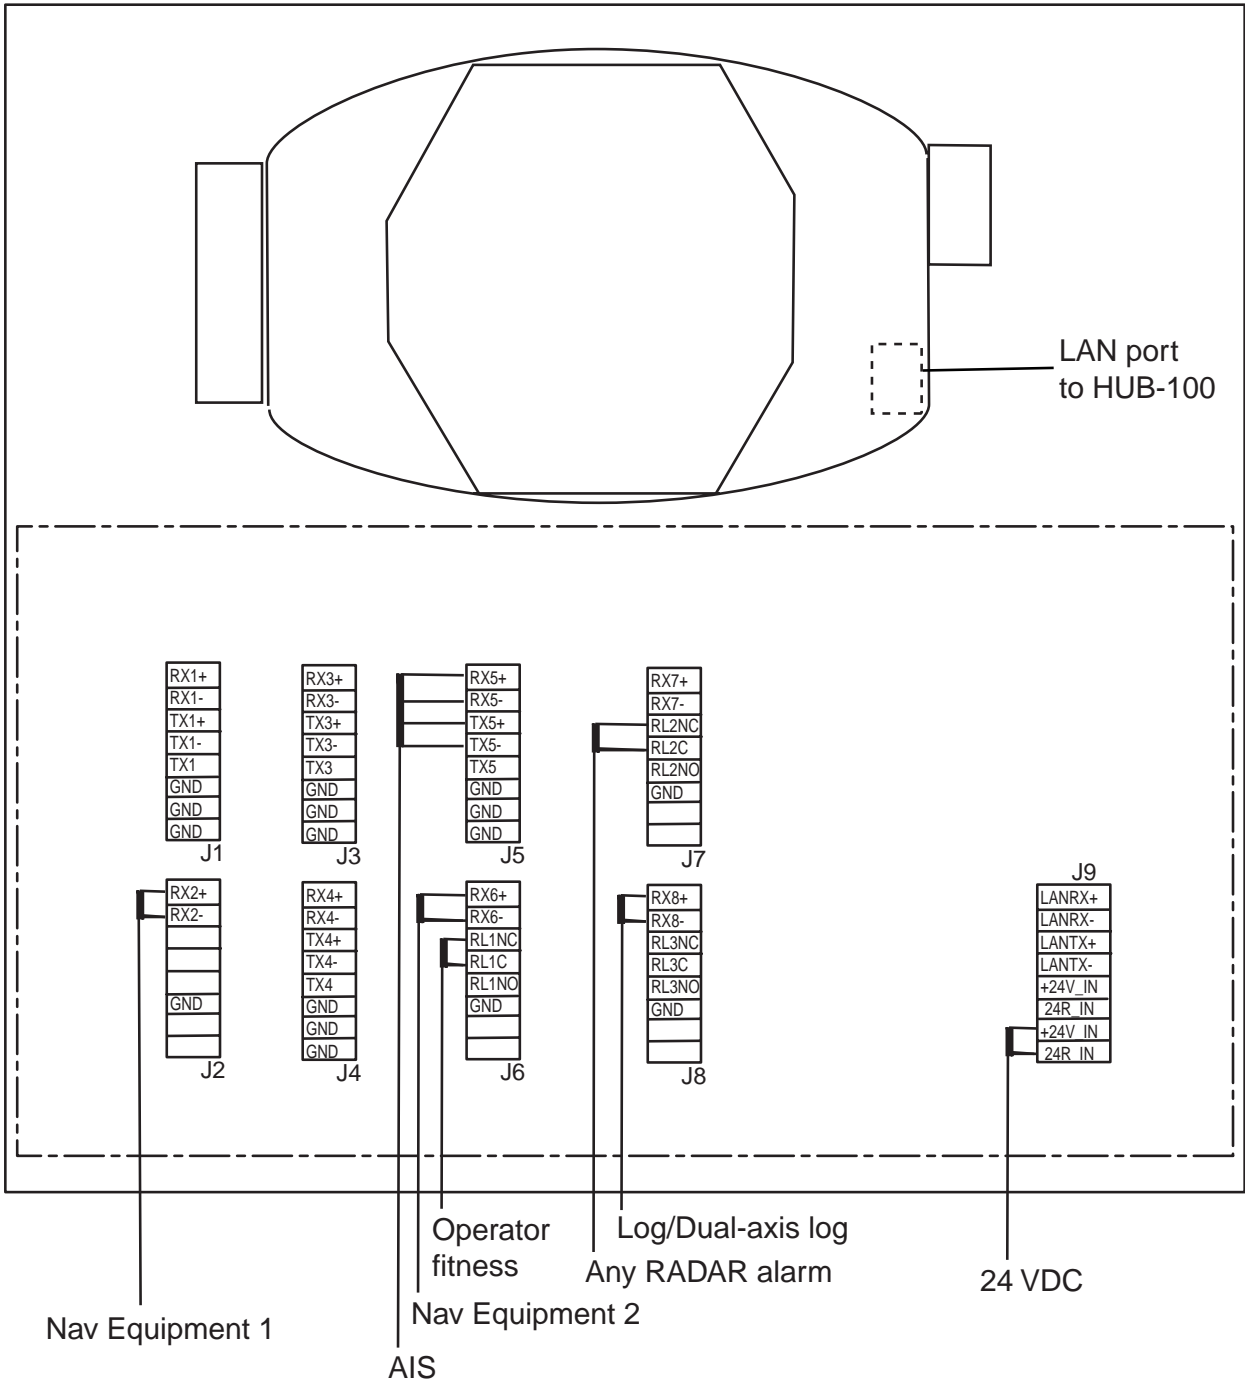 LAN port
to HUB-100
RX1+
RX1-
TX1+
TX1-
TX1
GND
GND
GND
J1
RX3+
RX3-
TX3+
TX3-
TX3
GND
GND
GND
J3
RX5+
RX5-
TX5+
TX5-
TX5
GND
GND
GND
J5
RX7+
RX7-
RL2NC
RL2C
RL2NO
GND
J7
RX2+
RX2-
GND
J2
RX4+
RX4-
TX4+
TX4-
TX4
GND
GND
GND
J4
RX6+
RX6-
RL1NC
RL1C
RL1NO
GND
J6
RX8+
RX8-
RL3NC
RL3C
RL3NO
GND
J8
J9
LANRX+
LANRX-
LANTX+
LANTX-
+24V_IN
24R_IN
+24V_IN
24R_IN
Operator
fitness
Log/Dual-axis log
Any RADAR alarm
24 VDC
Nav Equipment 2
Nav Equipment 1
AIS